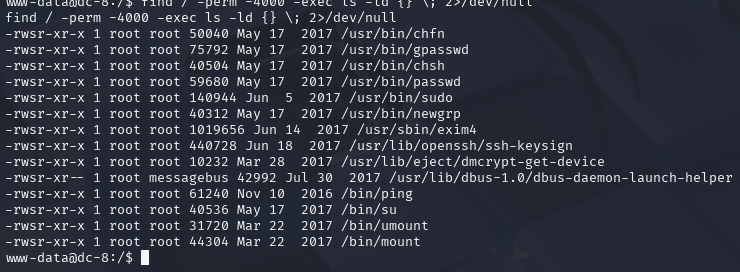 www-data@dc-8:/$ find / -perm -4000 -exec ls -ld {} \; 2>/dev/null
find / -perm -4000 -exec ls -ld {} \; 2>/dev/null
-rwsr-xr-x 1 root root 50040 May 17  2017 /usr/bin/chfn
-rwsr-xr-x 1 root root 75792 May 17  2017 /usr/bin/gpasswd
-rwsr-xr-x 1 root root 40504 May 17  2017 /usr/bin/chsh
-rwsr-xr-x 1 root root 59680 May 17  2017 /usr/bin/passwd
-rwsr-xr-x 1 root root 140944 Jun  5  2017 /usr/bin/sudo
-rwsr-xr-x 1 root root 40312 May 17  2017 /usr/bin/newgrp
-rwsr-xr-x 1 root root 1019656 Jun 14  2017 /usr/sbin/exim4
-rwsr-xr-x 1 root root 440728 Jun 18  2017 /usr/lib/openssh/ssh-keysign
-rwsr-xr-x 1 root root 10232 Mar 28  2017 /usr/lib/eject/dmcrypt-get-device
-rwsr-xr-- 1 root messagebus 42992 Jul 30  2017 /usr/lib/dbus-1.0/dbus-daemon-launch-helper
-rwsr-xr-x 1 root root 61240 Nov 10  2016 /bin/ping
-rwsr-xr-x 1 root root 40536 May 17  2017 /bin/su
-rwsr-xr-x 1 root root 31720 Mar 22  2017 /bin/umount
-rwsr-xr-x 1 root root 44304 Mar 22  2017 /bin/mount
www-data@dc-8:/$